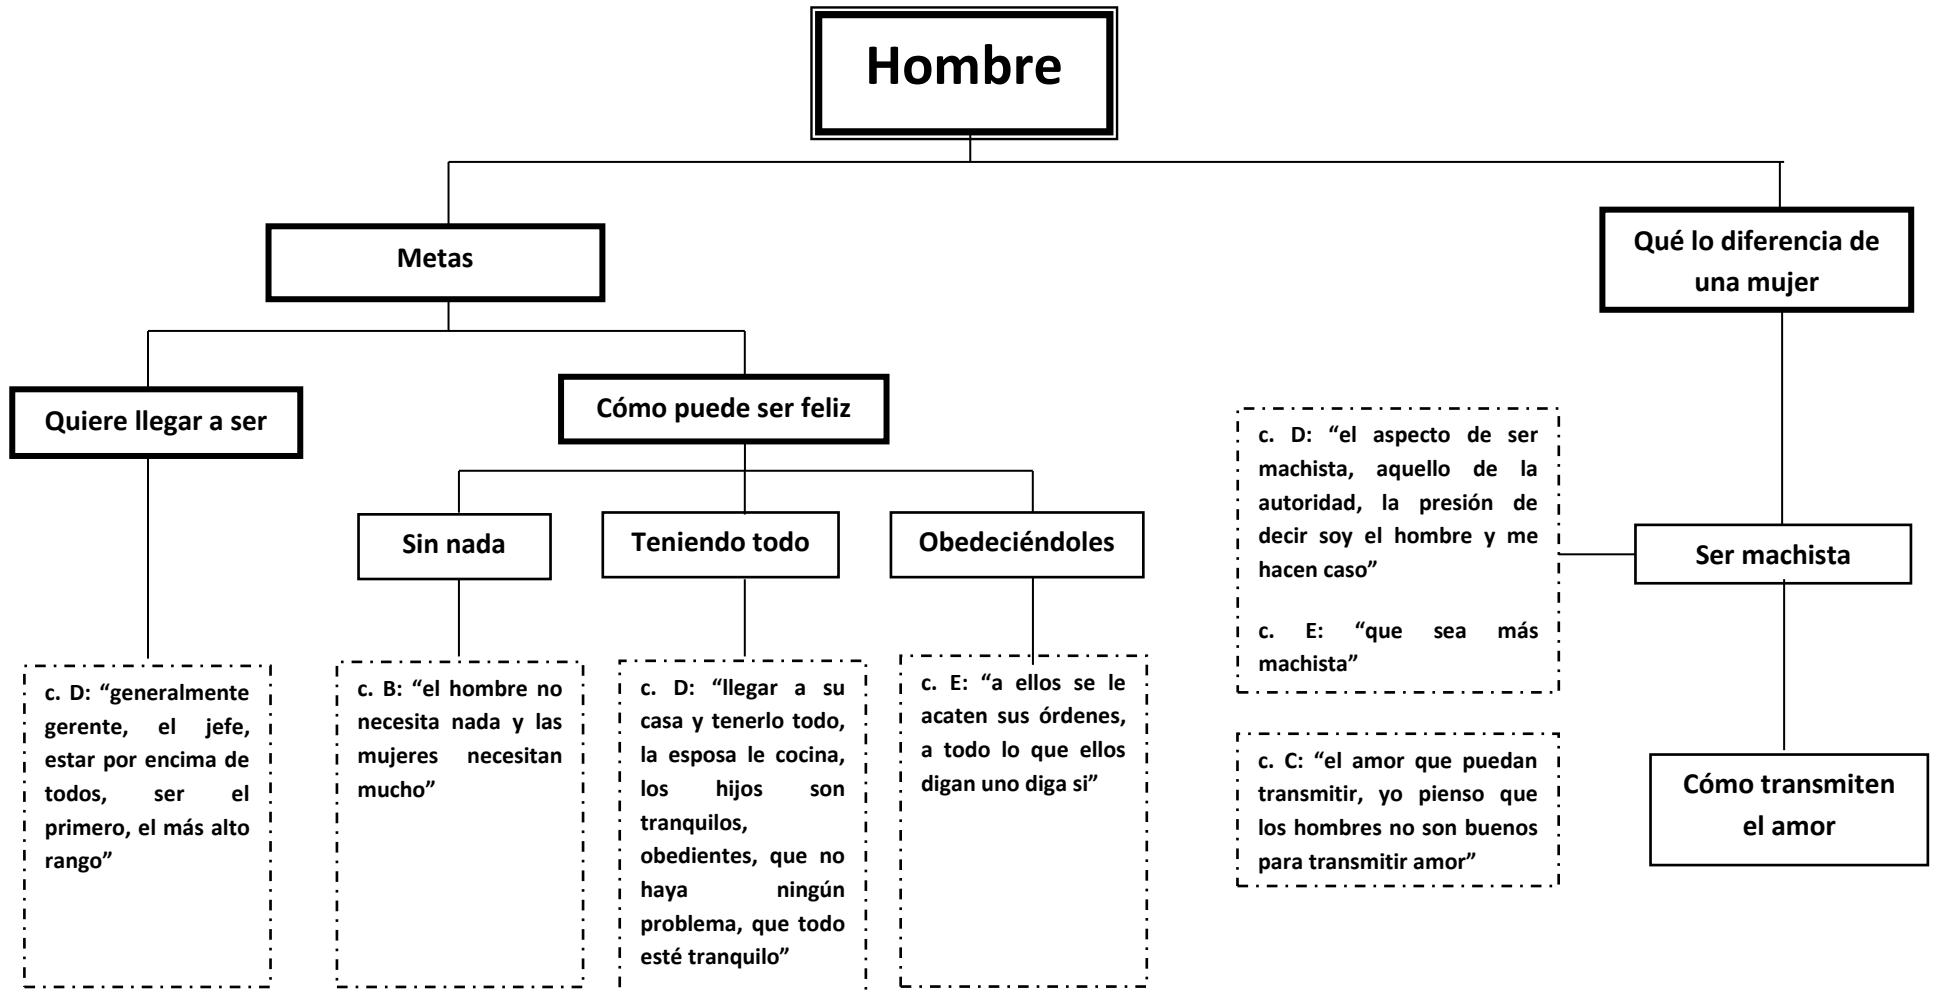 Hombre
Metas
Qué lo diferencia de
una mujer
Quiere llegar a ser
Cómo puede ser feliz
Sin nada
Teniendo todo
Obedeciéndoles
c. D: “el aspecto de ser
machista, aquello de la
autoridad, la presión de
decir soy el hombre y me
hacen caso”
c. E: “que sea más
machista”
Ser machista
c. D: “generalmente
gerente, el jefe,
estar por encima de
todos, ser el
primero, el más alto
rango”
c. B: “el hombre no
necesita nada y las
mujeres necesitan
mucho”
c. D: “llegar a su
casa y tenerlo todo,
la esposa le cocina,
los hijos son
tranquilos,
obedientes, que no
haya ningún
problema, que todo
esté tranquilo”
c. E: “a ellos se le
acaten sus órdenes,
a todo lo que ellos
digan uno diga si”
c. C: “el amor que puedan
transmitir, yo pienso que
los hombres no son buenos
para transmitir amor”
Cómo transmiten
el amor